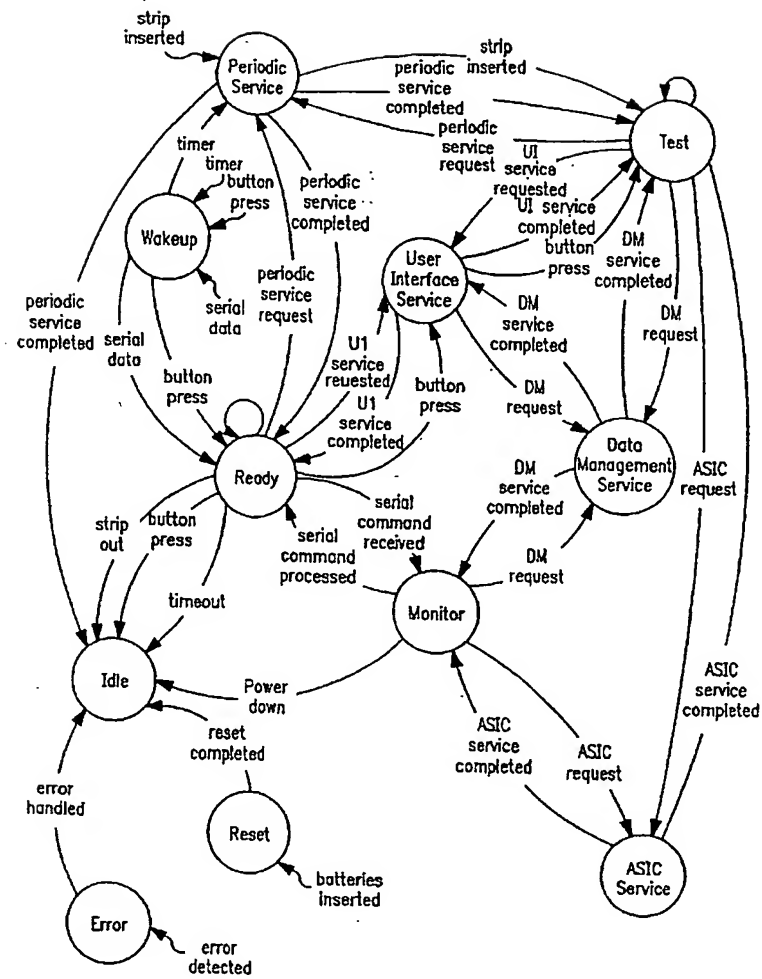 strip
inserted
Periodic
Service
strip
inserted
periodic
service
completed
periodic
service
request
Test
timer
timer
button
press
Wakeup
serial
data
periodic
service
completed
periodic
service
request
UI
service
requested
UI service
completed
button
press
User
Interface
Service
DM
service
completed
DM
request
periodic
service
completed
serial
data
button
press
U1
service
reuested
U1
service
completed
button
press
DM
service
completed
DM
request
Ready
Data
Management
Service
ASIC
request
strip
out
button
press
timeout
serial
command
processed
serial
command
received
DM
service
completed
DM
request
Monitor
Idle
Power
down
reset
completed
ASIC
service
completed
ASIC
request
ASIC
service
completed
error
handled
Reset
batteries
inserted
ASIC
Service
Error
error
detected